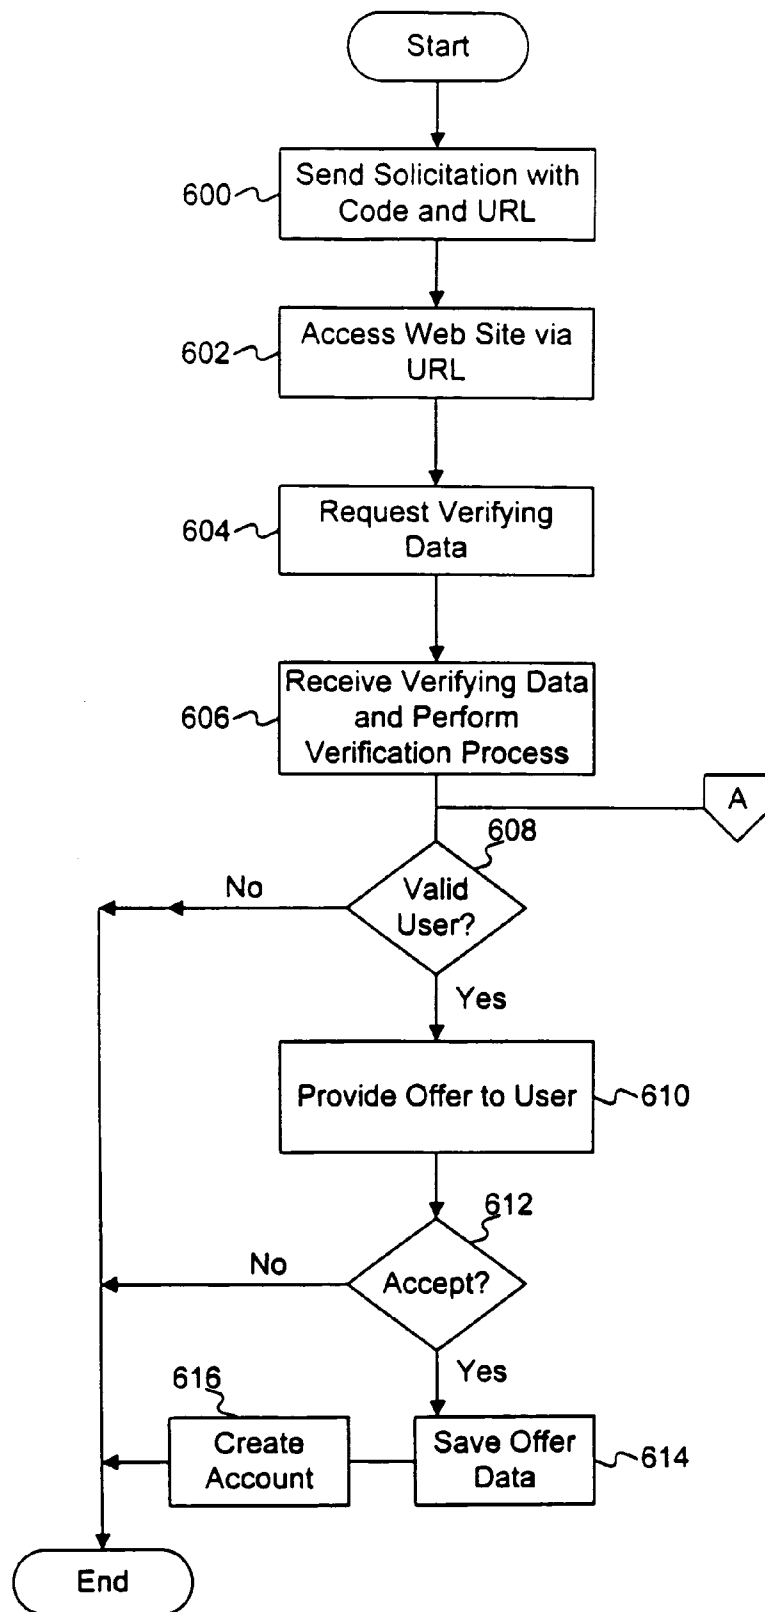 Start
600
Send Solicitation with
Code and URL
602
Access Web Site via
URL
604
Request Verifying
Data
606
Receive Verifying Data
and Perform
Verification Process
A
608
No
Valid
User?
Yes
Provide Offer to User
610
612
No
Accept?
Yes
616
Create
Account
Save Offer
Data
614
End